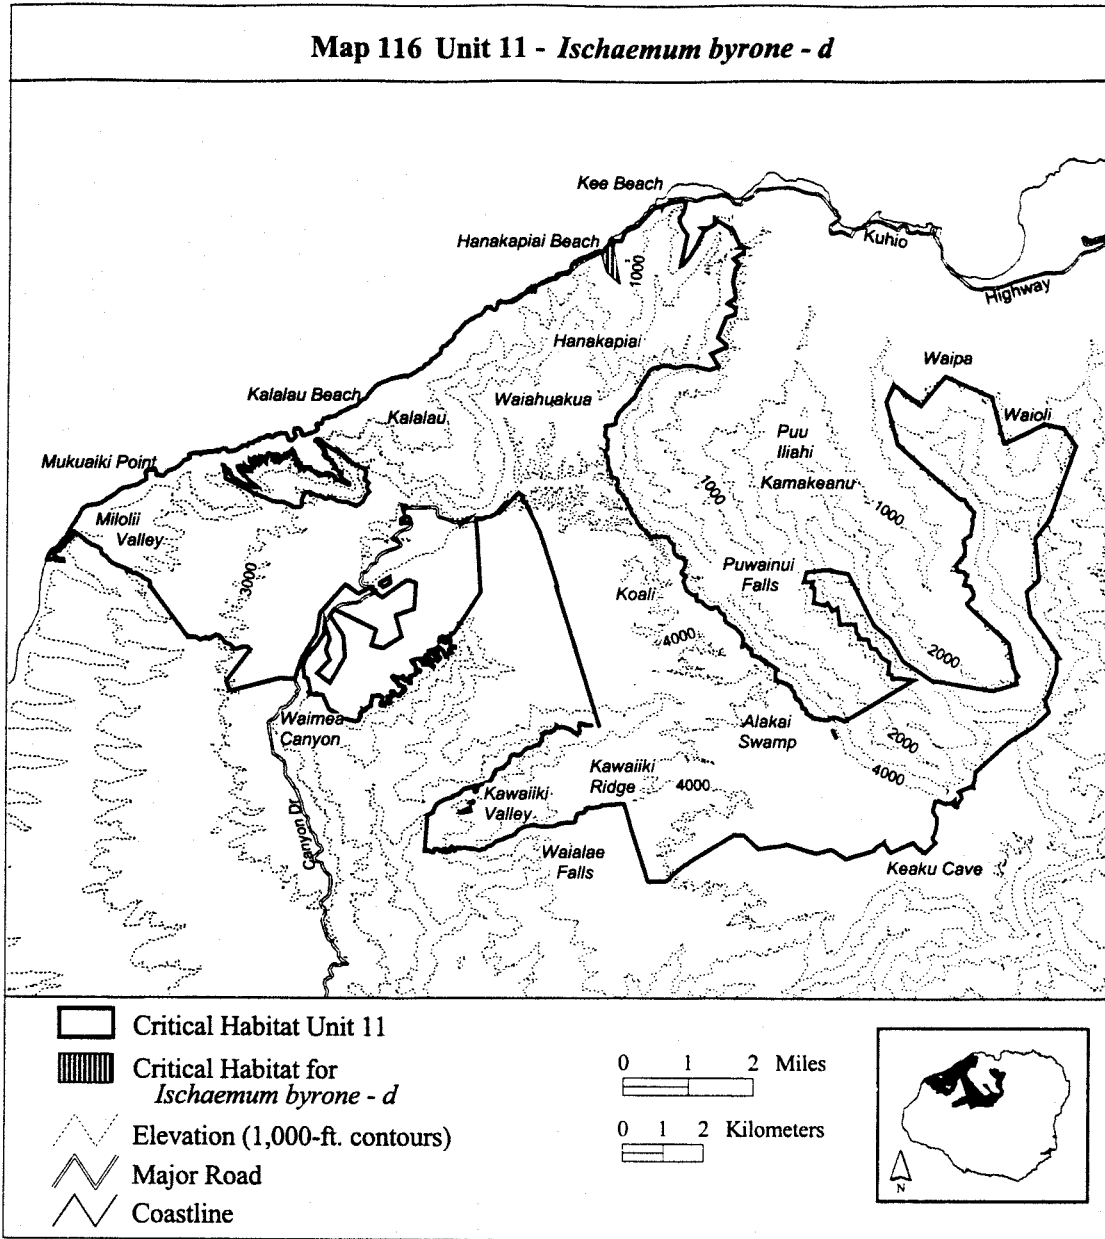 Map 116 Unit 11 - Ischaemum byrone - d
Kee Beach
Hanakapiai Beach
Kuhio
Highway
1000
Hanakapiai
Waipa
Kalalau Beach
Waiahuakua
Kalalau
Waioli
Puu
Iliahi
Mukuaiki Point
Kamakeanu
1000
1000
Milolii
Valley
Puwainui
Falls
3000
Koali
4000
2000
Waimea
Canyon
Alakai
Swamp
2000
4000
Kawaiiki
Ridge
4000
Kawaiiki
Valley
Canyon Dr.
Waialae
Falls
Keaku Cave
Critical Habitat Unit 11
Critical Habitat for
Ischaemum byrone - d
Elevation (1,000-ft. contours)
Major Road
Coastline
0 1 2 Miles
0 1 2 Kilometers
N